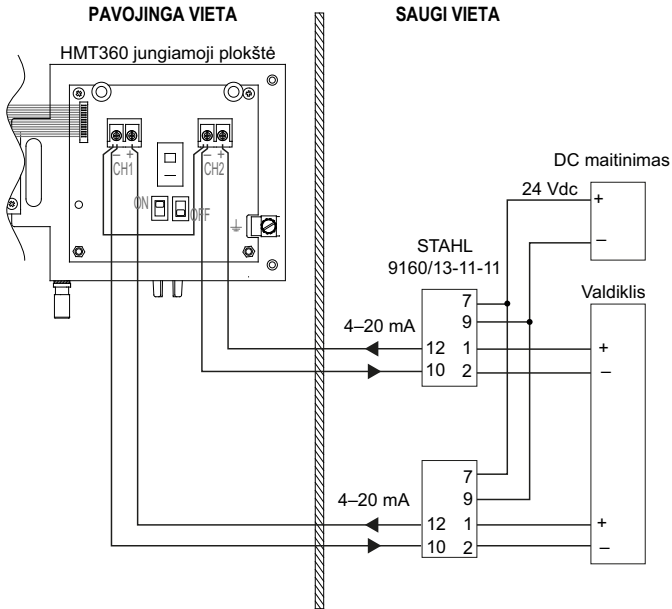 PAVOJINGA VIETA
SAUGI VIETA
HMT360 jungiamoji plokštė
– +
CH1
– +
CH2
ON
OFF
DC maitinimas
24 Vdc
+
–
STAHL
9160/13-11-11
Valdiklis
7
9
4–20 mA
12 1
+
10 2
–
7
9
4–20 mA
12 1
+
10 2
–